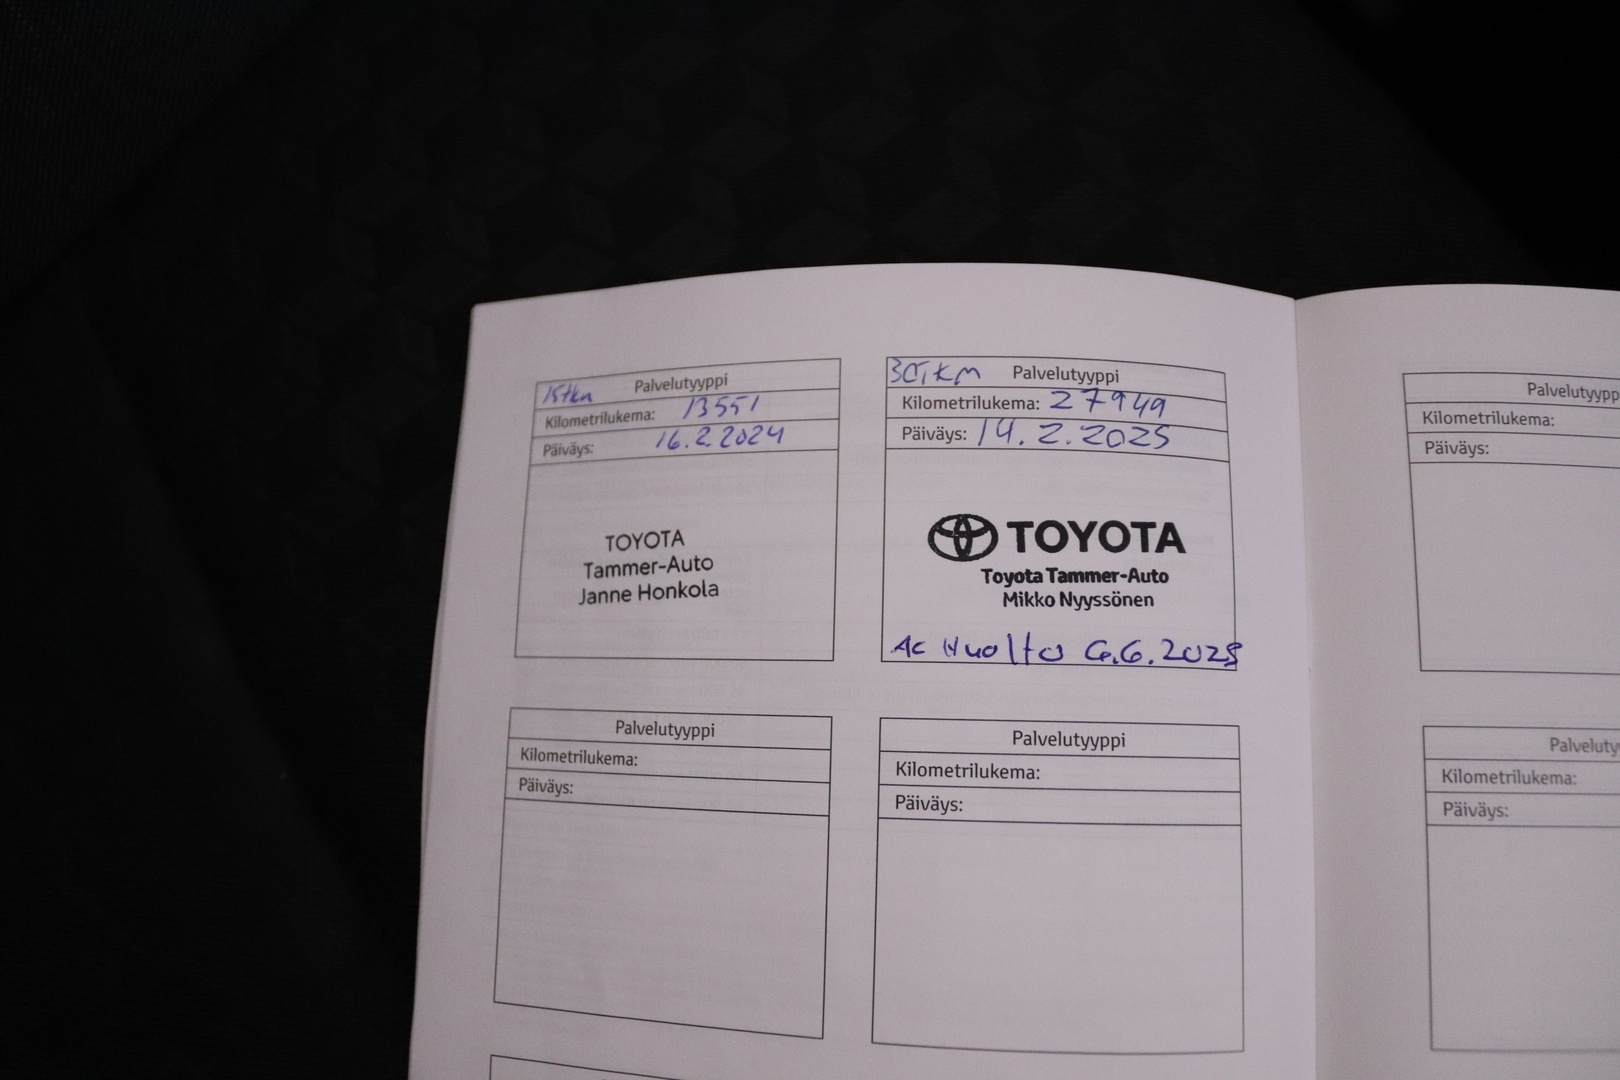 15tkm Palvelutyyppi
Kilometrilukema: 13551
Päiväys: 16.2.2024
TOYOTA
Tammer-Auto
Janne Honkola
30tkm Palvelutyyppi
Kilometrilukema: 27949
Päiväys: 14.2.2025
TOYOTA
Toyota Tammer-Auto
Mikko Nyyssönen
AC Huolto 6.6.2025
Palvelutyyppi
Kilometrilukema:
Päiväys:
Palvelutyyppi
Kilometrilukema:
Päiväys:
Palvelutyypp
Kilometrilukema:
Päiväys:
Palveluty
Kilometrilukema:
Päiväys: